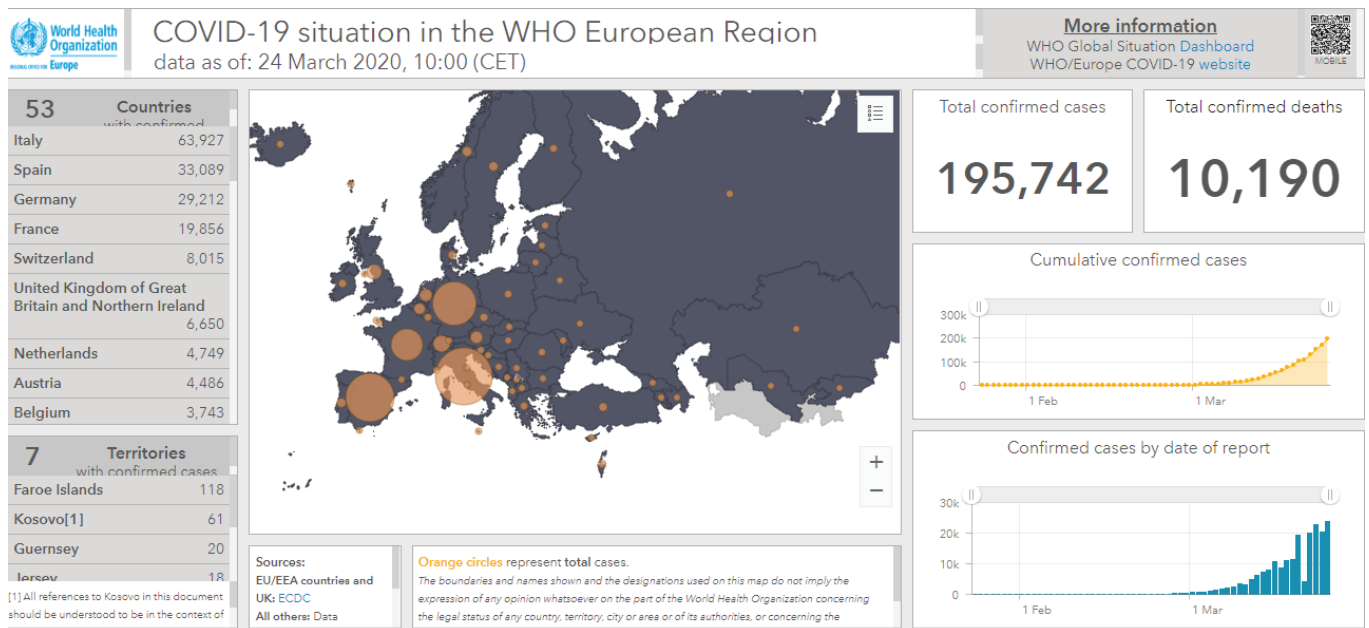 World Health
Organization
REGIONAL OFFICE FOR Europe
COVID-19 situation in the WHO European Region
data as of: 24 March 2020, 10:00 (CET)
More information
WHO Global Situation Dashboard
WHO/Europe COVID-19 website
MOBILE
53 Countries
with confirmed
Italy 63,927
Spain 33,089
Germany 29,212
France 19,856
Switzerland 8,015
United Kingdom of Great
Britain and Northern Ireland
6,650
Netherlands 4,749
Austria 4,486
Belgium 3,743
7 Territories
with confirmed cases
Faroe Islands 118
Kosovo[1] 61
Guernsey 20
Jersey 18
[1] All references to Kosovo in this document
should be understood to be in the context of
Sources:
EU/EEA countries and
UK: ECDC
All others: Data
Orange circles represent total cases.
The boundaries and names shown and the designations used on this map do not imply the
expression of any opinion whatsoever on the part of the World Health Organization concerning
the legal status of any country, territory, city or area or of its authorities, or concerning the
+
−
Total confirmed cases
195,742
Total confirmed deaths
10,190
Cumulative confirmed cases
300k
200k
100k
0
1 Feb 1 Mar
Confirmed cases by date of report
30k
20k
10k
0
1 Feb 1 Mar